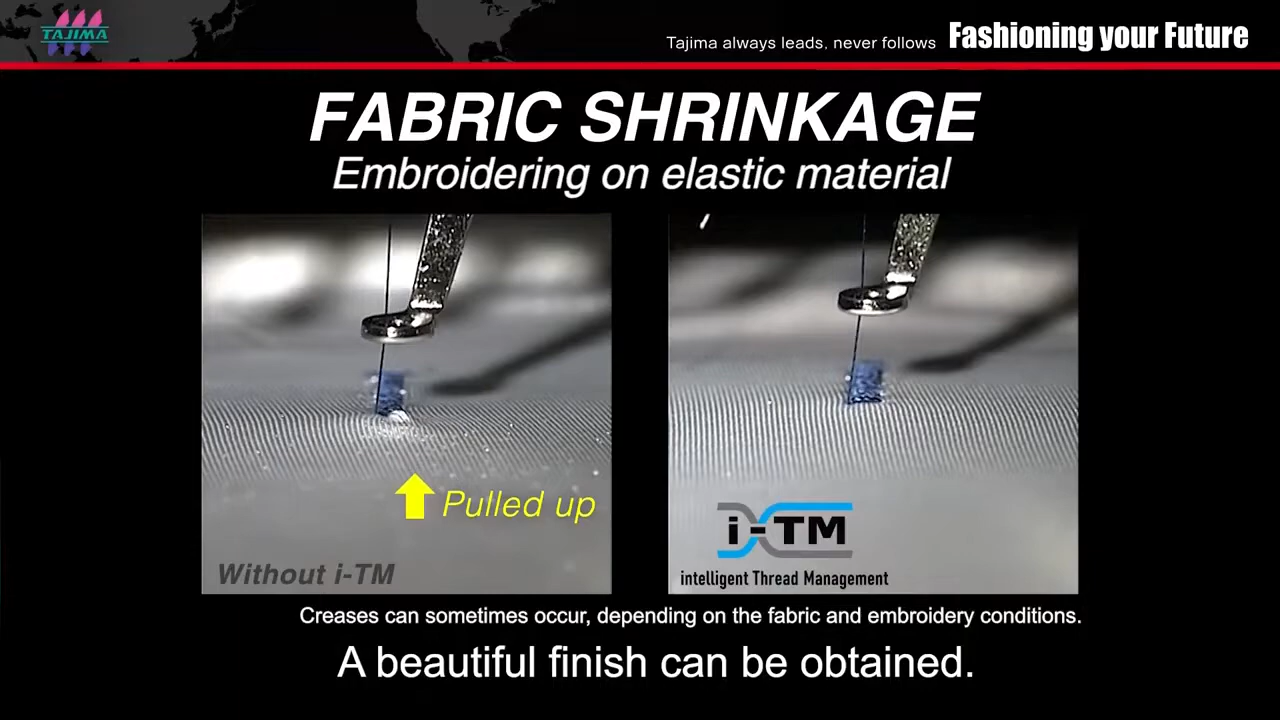 TAJIMA
Tajima always leads, never follows Fashioning your Future
FABRIC SHRINKAGE
Embroidering on elastic material
Pulled up
Without i-TM
i-TM
intelligent Thread Management
Creases can sometimes occur, depending on the fabric and embroidery conditions.
A beautiful finish can be obtained.